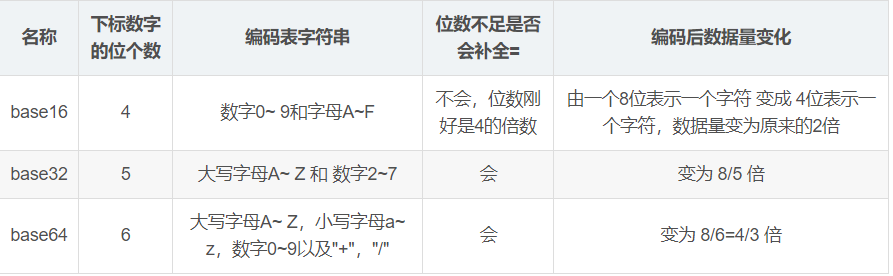 名称
下标数字
的位个数
编码表字符串
位数不足是否
会补全=
编码后数据量变化
base16
4
数字0~ 9和字母A~F
不会，位数刚
好是4的倍数
由一个8位表示一个字符 变成 4位表示一
个字符，数据量变为原来的2倍
base32
5
大写字母A~ Z 和 数字2~7
会
变为 8/5 倍
base64
6
大写字母A~ Z，小写字母a~
z，数字0~9以及"+"，"/"
会
变为 8/6=4/3 倍